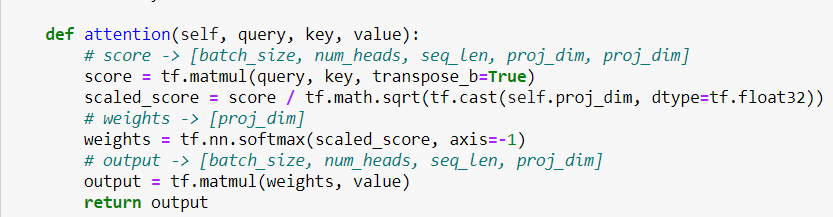 def attention(self, query, key, value):
# score -> [batch_size, num_heads, seq_len, proj_dim, proj_dim]
score = tf.matmul(query, key, transpose_b=True)
scaled_score = score / tf.math.sqrt(tf.cast(self.proj_dim, dtype=tf.float32))
# weights -> [proj_dim]
weights = tf.nn.softmax(scaled_score, axis=-1)
# output -> [batch_size, num_heads, seq_len, proj_dim]
output = tf.matmul(weights, value)
return output